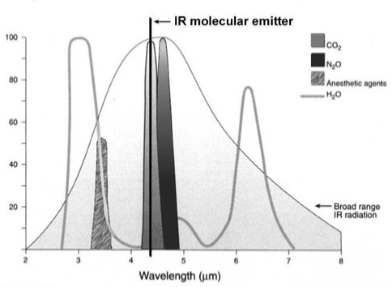 IR molecular emitter
100
80
60
40
20
CO₂
N₂O
Anesthetic agents
H₂O
Broad range
IR radiation
2 3 4 5 6 7 8
Wavelength (μm)